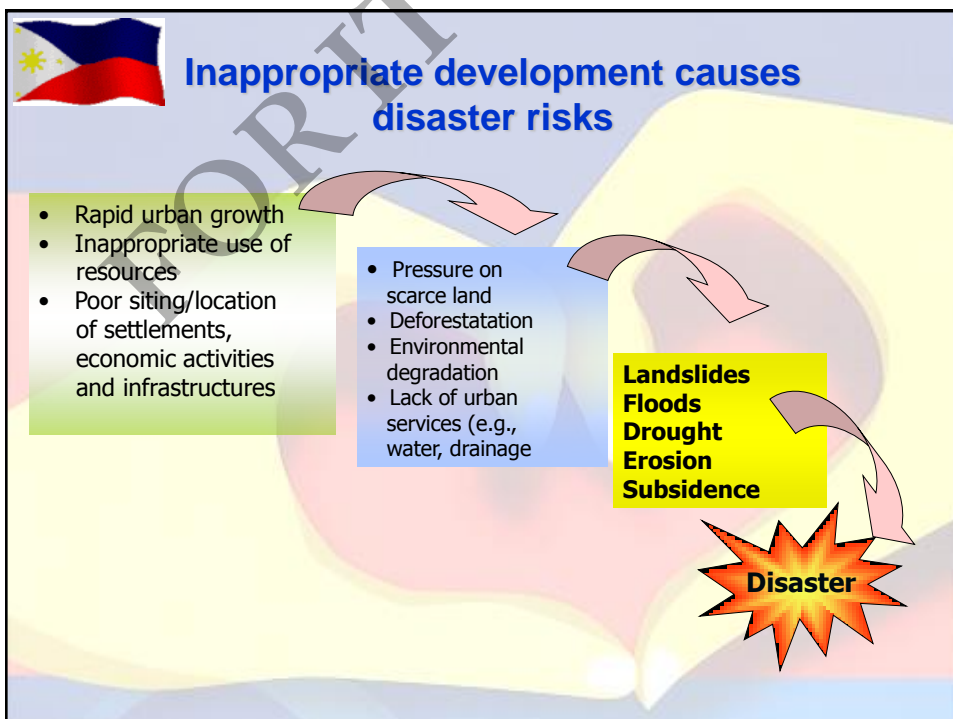 FOR IT
Inappropriate development causes
disaster risks
• Rapid urban growth
• Inappropriate use of
resources
• Poor siting/location
of settlements,
economic activities
and infrastructures
• Pressure on
scarce land
• Deforestatation
• Environmental
degradation
• Lack of urban
services (e.g.,
water, drainage
Landslides
Floods
Drought
Erosion
Subsidence
Disaster